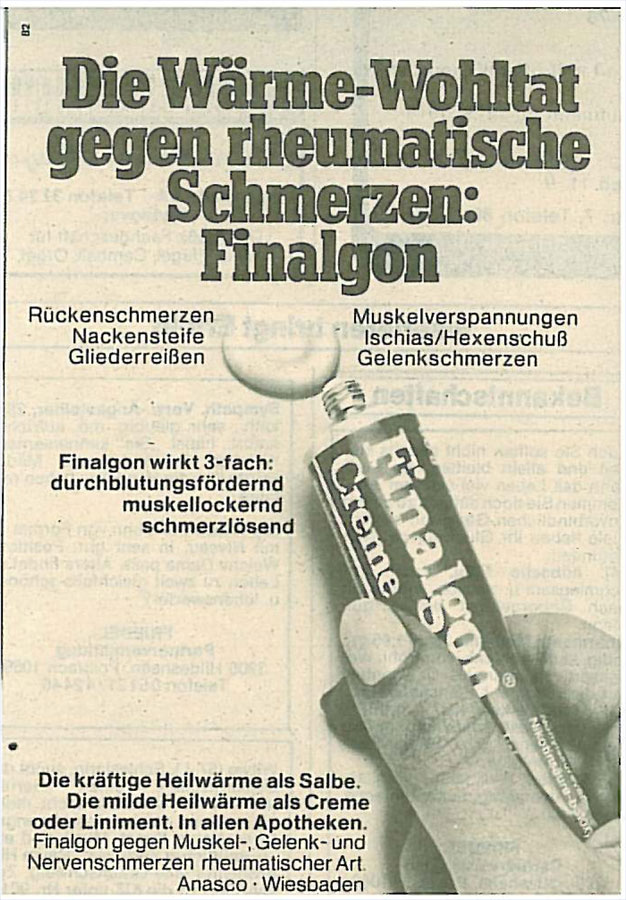 82
Die Wärme-Wohltat
gegen rheumatische
Schmerzen:
Finalgon
Rückenschmerzen
Nackensteife
Gliederreißen
Muskelverspannungen
Ischias/Hexenschuß
Gelenkschmerzen
Finalgon wirkt 3-fach:
durchblutungsfördernd
muskellockernd
schmerzlösend
Finalgon®
Creme
Die kräftige Heilwärme als Salbe.
Die milde Heilwärme als Creme
oder Liniment. In allen Apotheken.
Finalgon gegen Muskel-, Gelenk- und
Nervenschmerzen rheumatischer Art.
Anasco · Wiesbaden